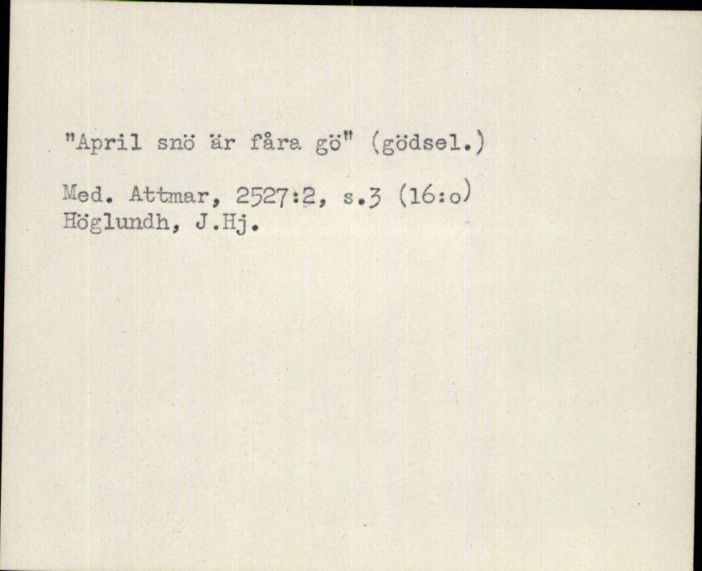 "April snö är fåra gö" (gödsel.)
Med. Attmar, 2527:2, s.3 (16:o)
Höglundh, J.Hj.